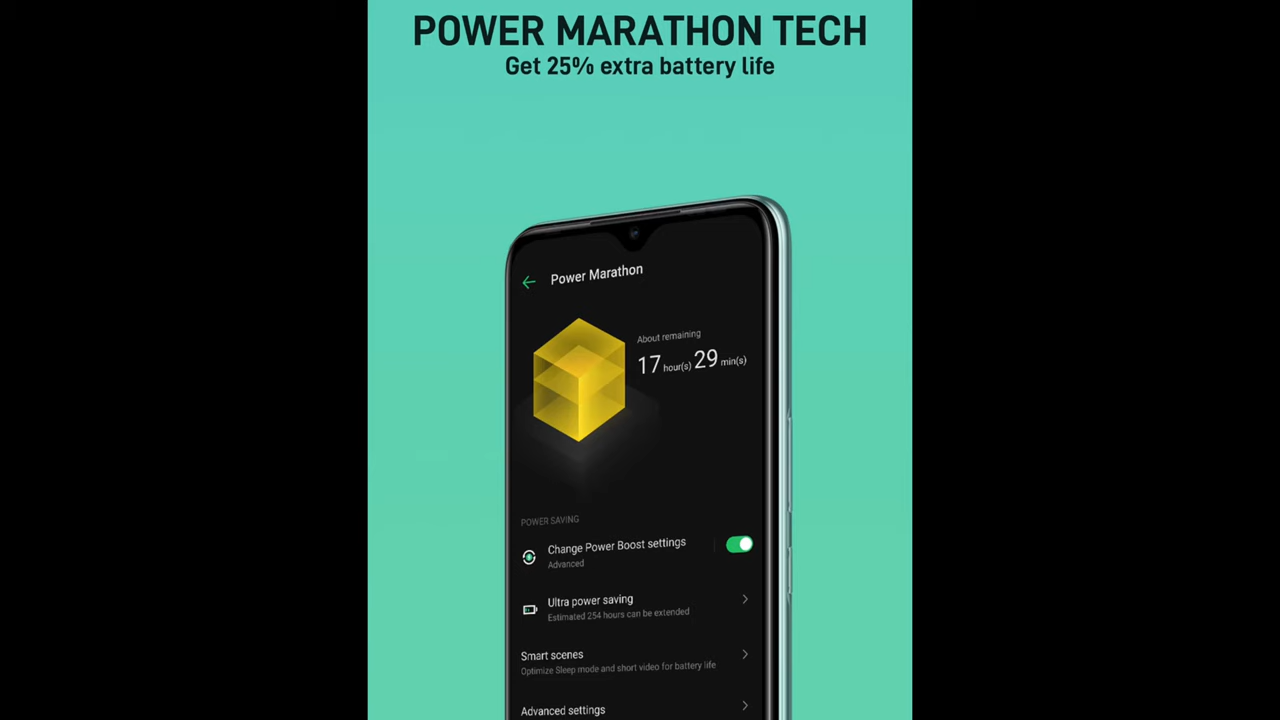 POWER MARATHON TECH
Get 25% extra battery life
Power Marathon
About remaining
17 hour(s) 29 min(s)
POWER SAVING
Change Power Boost settings
Advanced
Ultra power saving
Estimated 254 hours can be extended
Smart scenes
Optimize Sleep mode and short video for battery life
Advanced settings